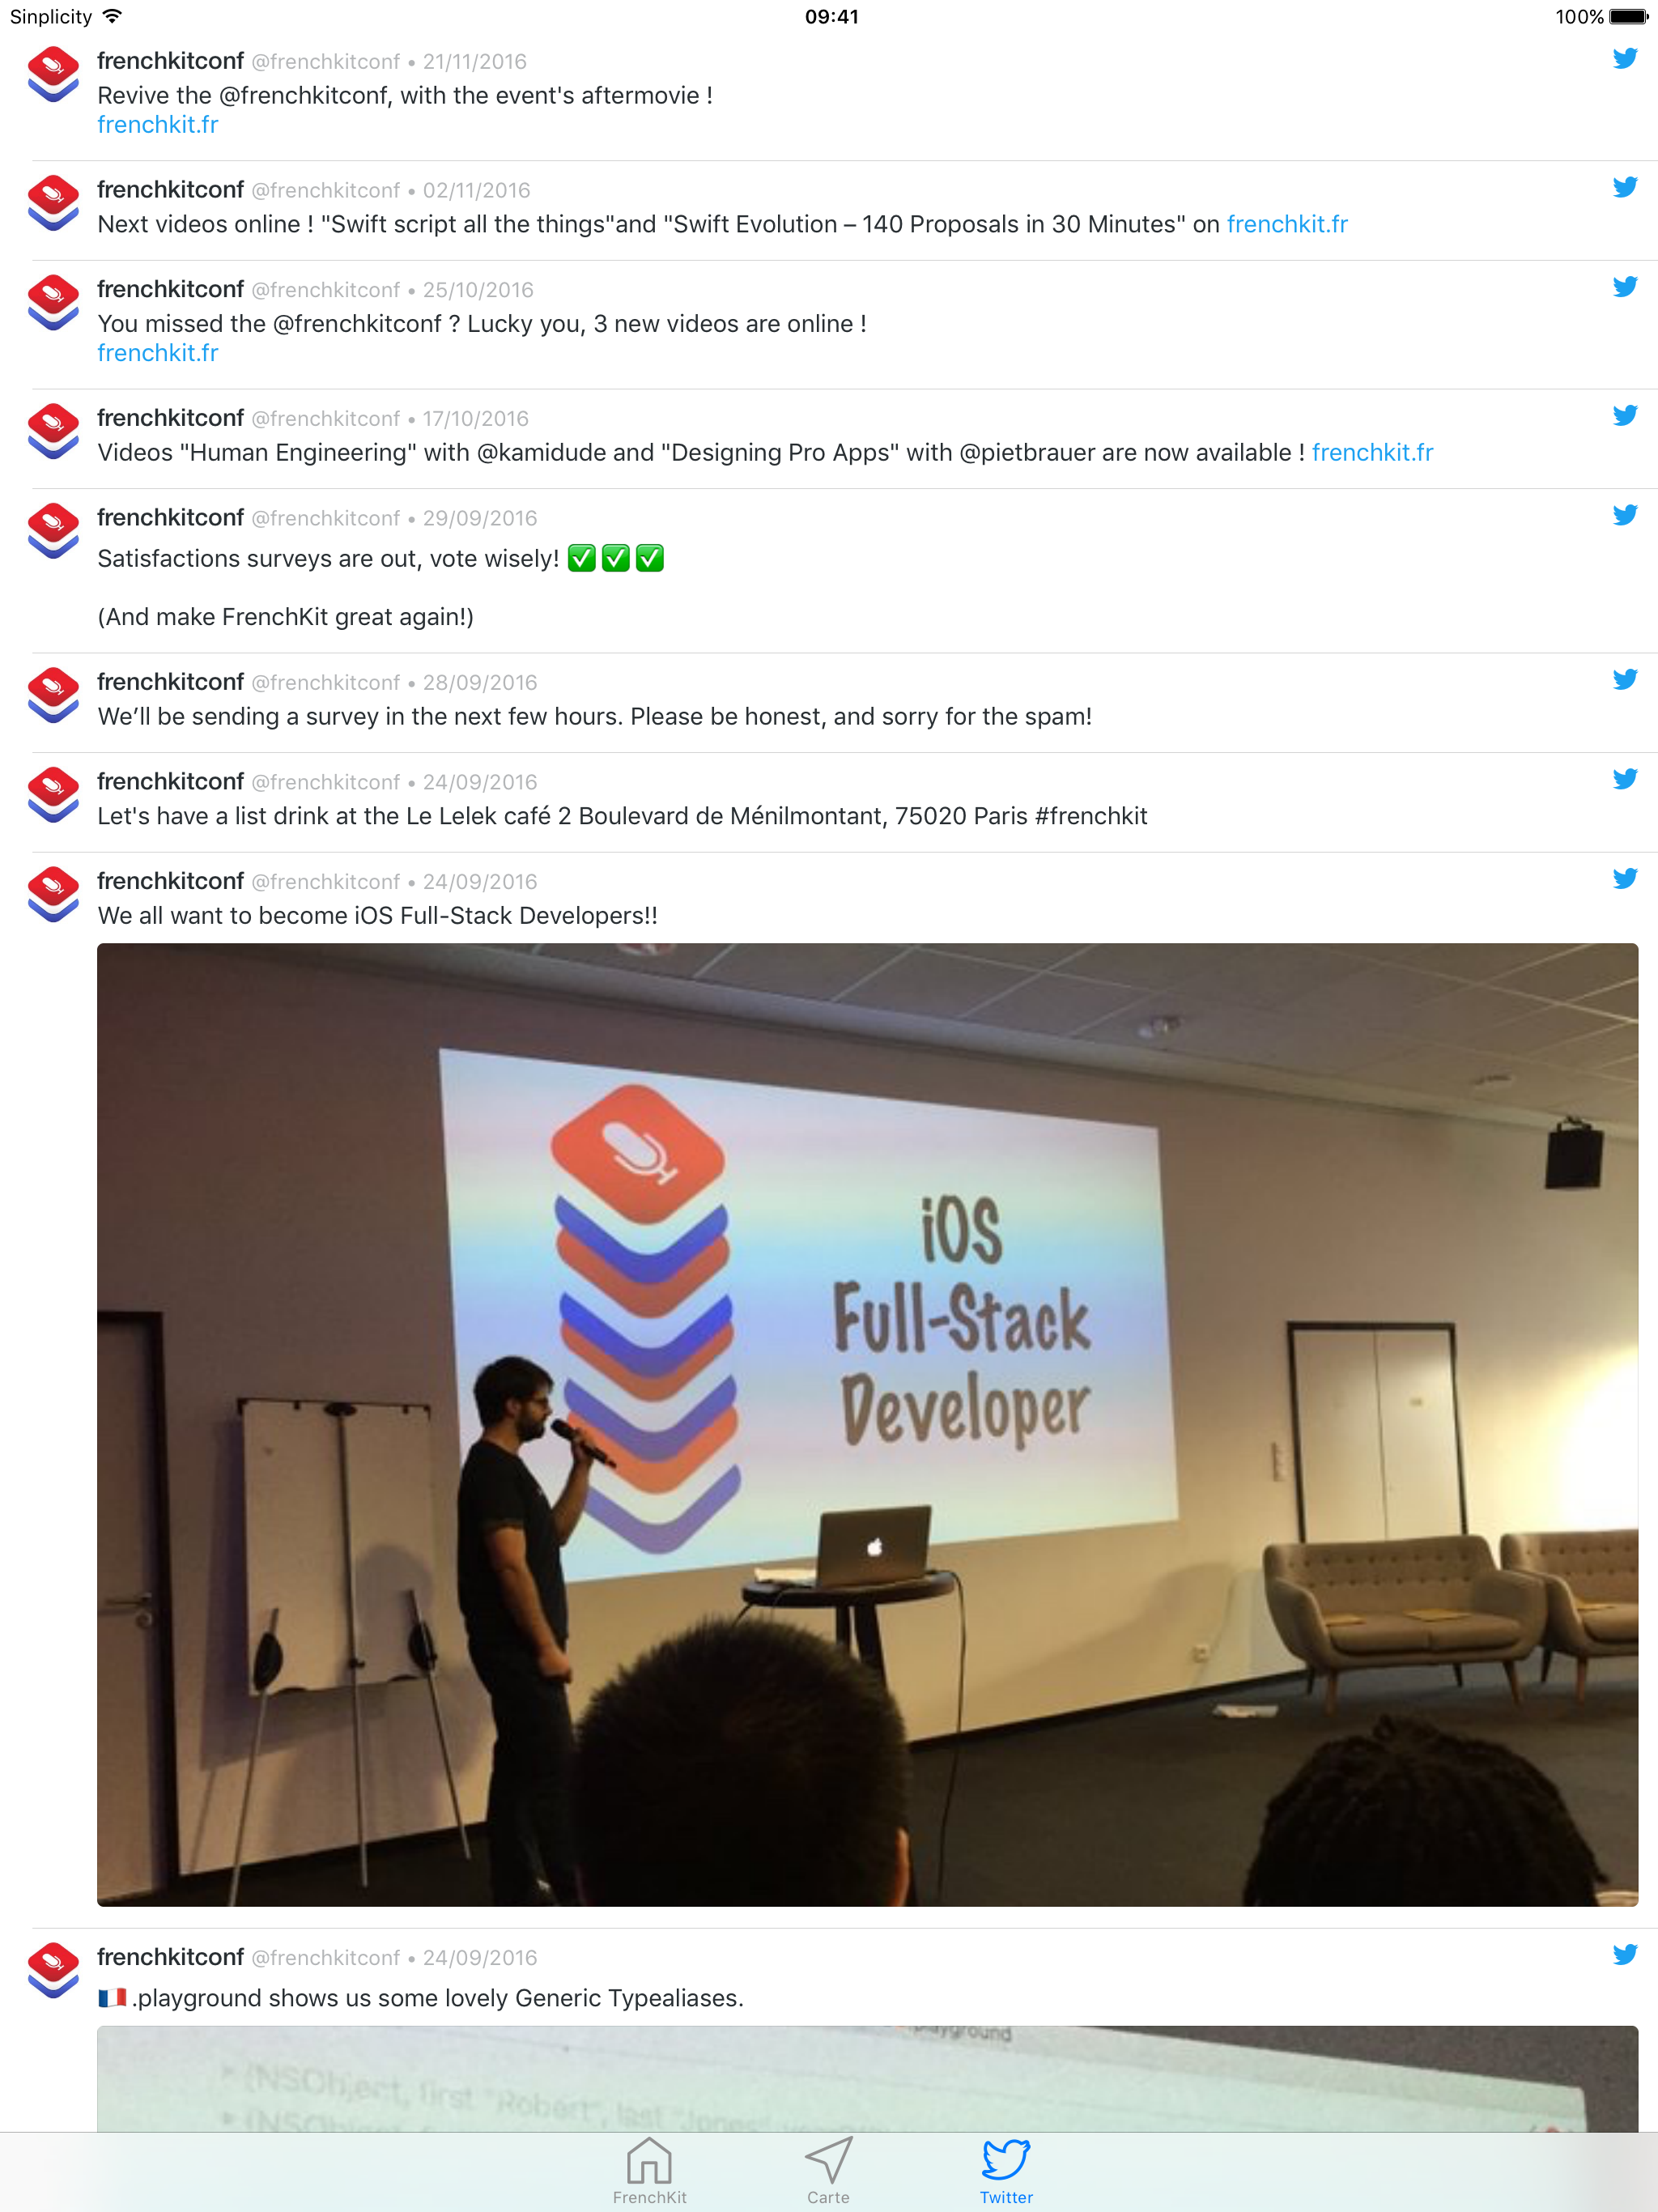 Sinplicity 09:41 100%
frenchkitconf @frenchkitconf • 21/11/2016
Revive the @frenchkitconf, with the event's aftermovie !
frenchkit.fr
frenchkitconf @frenchkitconf • 02/11/2016
Next videos online ! "Swift script all the things"and "Swift Evolution – 140 Proposals in 30 Minutes" on frenchkit.fr
frenchkitconf @frenchkitconf • 25/10/2016
You missed the @frenchkitconf ? Lucky you, 3 new videos are online !
frenchkit.fr
frenchkitconf @frenchkitconf • 17/10/2016
Videos "Human Engineering" with @kamidude and "Designing Pro Apps" with @pietbrauer are now available ! frenchkit.fr
frenchkitconf @frenchkitconf • 29/09/2016
Satisfactions surveys are out, vote wisely! ✅✅✅
(And make FrenchKit great again!)
frenchkitconf @frenchkitconf • 28/09/2016
We’ll be sending a survey in the next few hours. Please be honest, and sorry for the spam!
frenchkitconf @frenchkitconf • 24/09/2016
Let's have a list drink at the Le Lelek café 2 Boulevard de Ménilmontant, 75020 Paris #frenchkit
frenchkitconf @frenchkitconf • 24/09/2016
We all want to become iOS Full-Stack Developers!!
iOS
Full-Stack
Developer
frenchkitconf @frenchkitconf • 24/09/2016
🇫🇷.playground shows us some lovely Generic Typealiases.
playground
(NSObject, first "Robert", last "Jones"
(NSObject
FrenchKit Carte Twitter